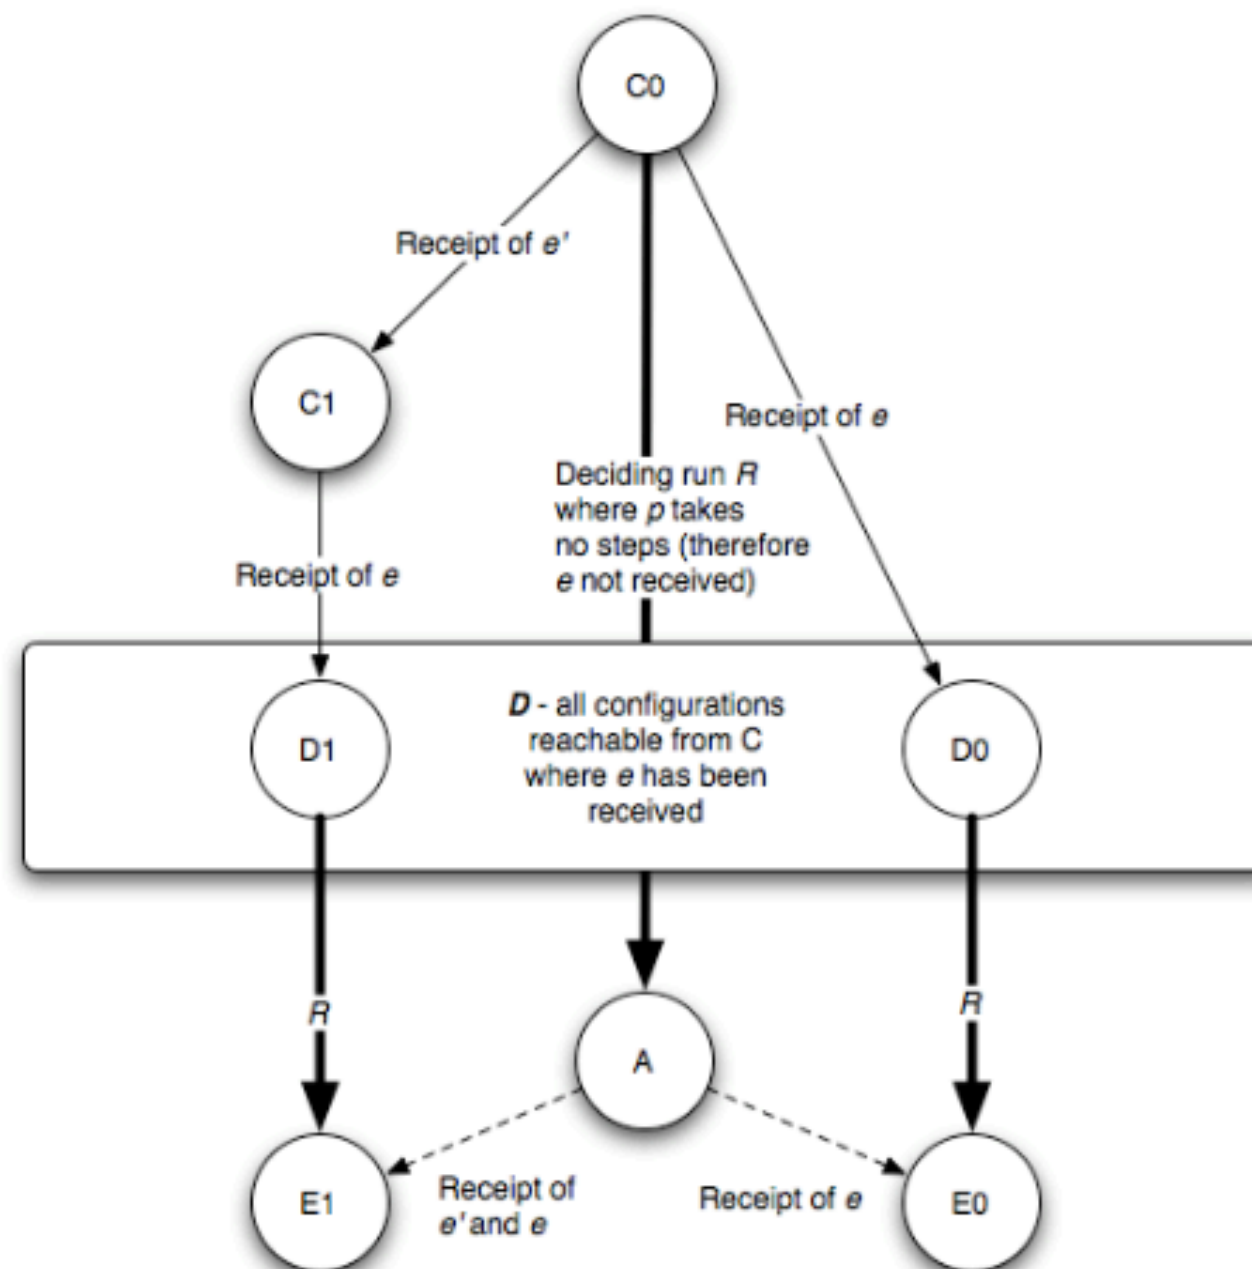 C0
Receipt of e'
C1
Receipt of e
Deciding run R
where p takes
no steps (therefore
e not received)
Receipt of e
D1
D - all configurations
reachable from C
where e has been
received
D0
R
R
A
E1
Receipt of
e' and e
Receipt of e
E0